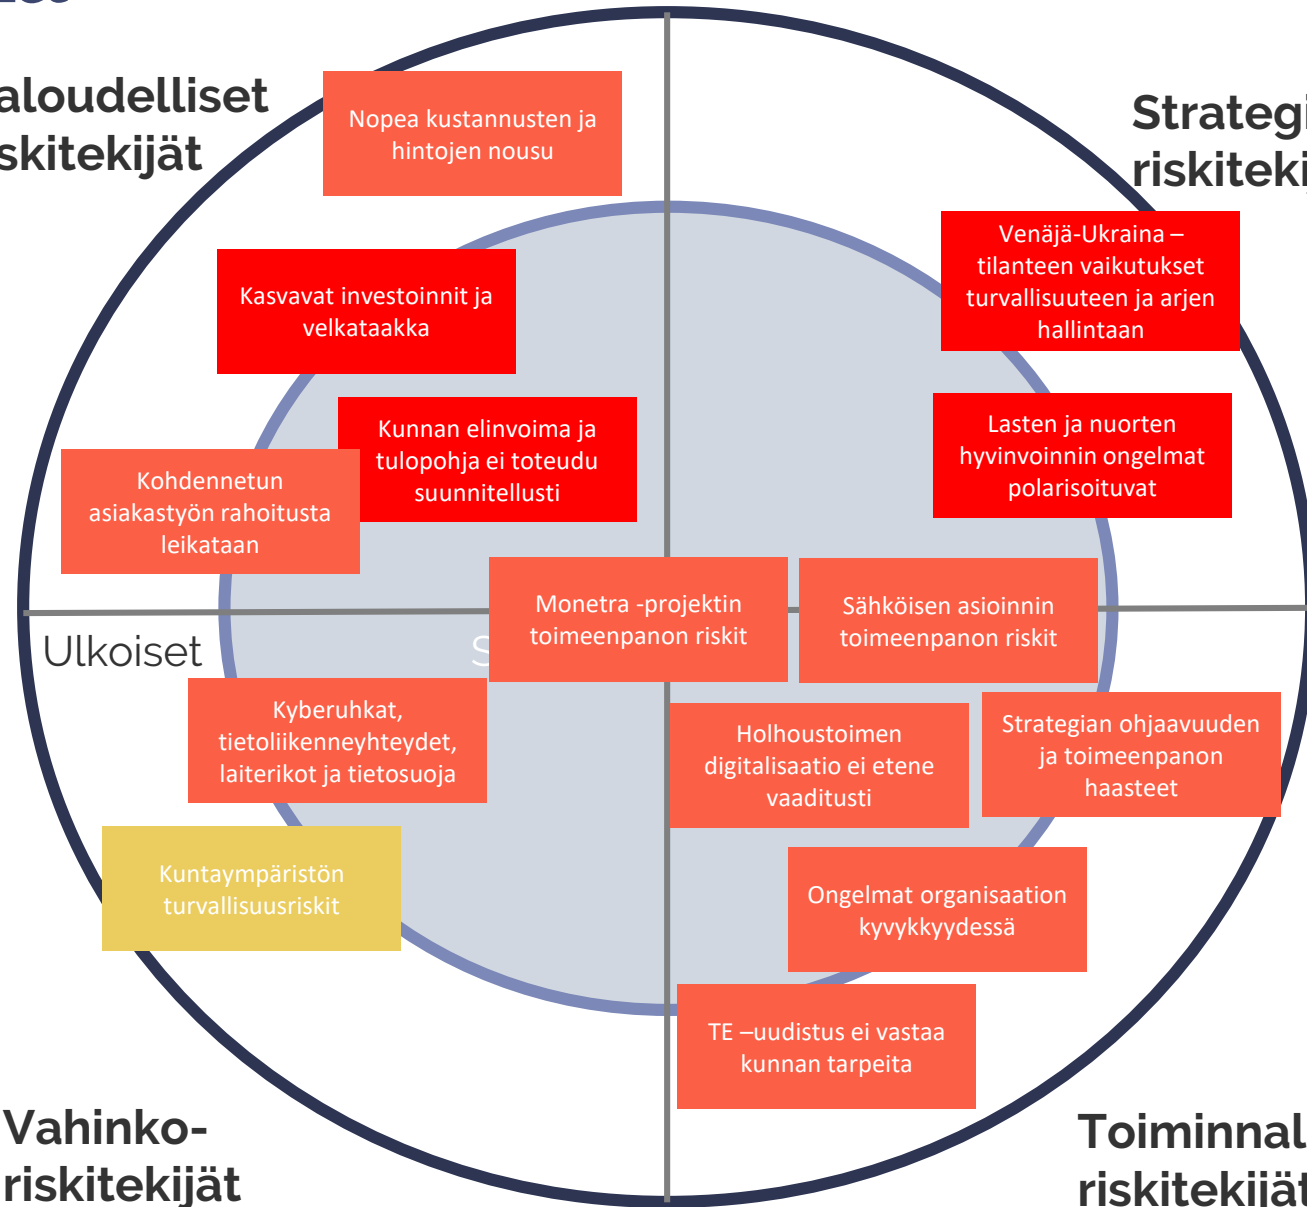 aloudelliset
skitekijät
Strategi
riskiteki
Nopea kustannusten ja
hintojen nousu
Venäjä-Ukraina –
tilanteen vaikutukset
turvallisuuteen ja arjen
hallintaan
Kasvavat investoinnit ja
velkataakka
Kunnan elinvoima ja
tulopohja ei toteudu
suunnitellusti
Lasten ja nuorten
hyvinvoinnin ongelmat
polarisoituvat
Kohdennetun
asiakastyön rahoitusta
leikataan
Monetra -projektin
toimeenpanon riskit
Sähköisen asioinnin
toimeenpanon riskit
Ulkoiset
S
Kyberuhkat,
tietoliikenneyhteydet,
laiterikot ja tietosuoja
Holhoustoimen
digitalisaatio ei etene
vaaditusti
Strategian ohjaavuuden
ja toimeenpanon
haasteet
Kuntaympäristön
turvallisuusriskit
Ongelmat organisaation
kyvykkyydessä
TE –uudistus ei vastaa
kunnan tarpeita
Vahinko-
riskitekijät
Toiminnal
riskitekijät